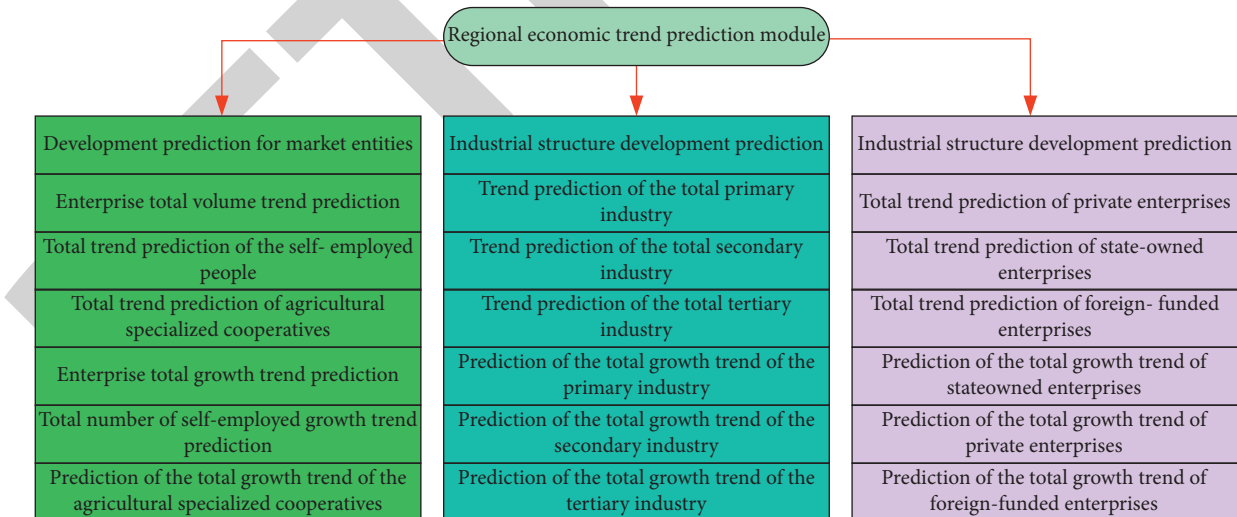 Regional economic trend prediction module
Development prediction for market entities
Enterprise total volume trend prediction
Total trend prediction of the self- employed
people
Total trend prediction of agricultural
specialized cooperatives
Enterprise total growth trend prediction
Total number of self-employed growth trend
prediction
Prediction of the total growth trend of the
agricultural specialized cooperatives
Industrial structure development prediction
Trend prediction of the total primary
industry
Trend prediction of the total secondary
industry
Trend prediction of the total tertiary
industry
Prediction of the total growth trend of the
primary industry
Prediction of the total growth trend of the
secondary industry
Prediction of the total growth trend of the
tertiary industry
Industrial structure development prediction
Total trend prediction of private enterprises
Total trend prediction of state-owned
enterprises
Total trend prediction of foreign- funded
enterprises
Prediction of the total growth trend of
stateowned enterprises
Prediction of the total growth trend of
private enterprises
Prediction of the total growth trend of
foreign-funded enterprises